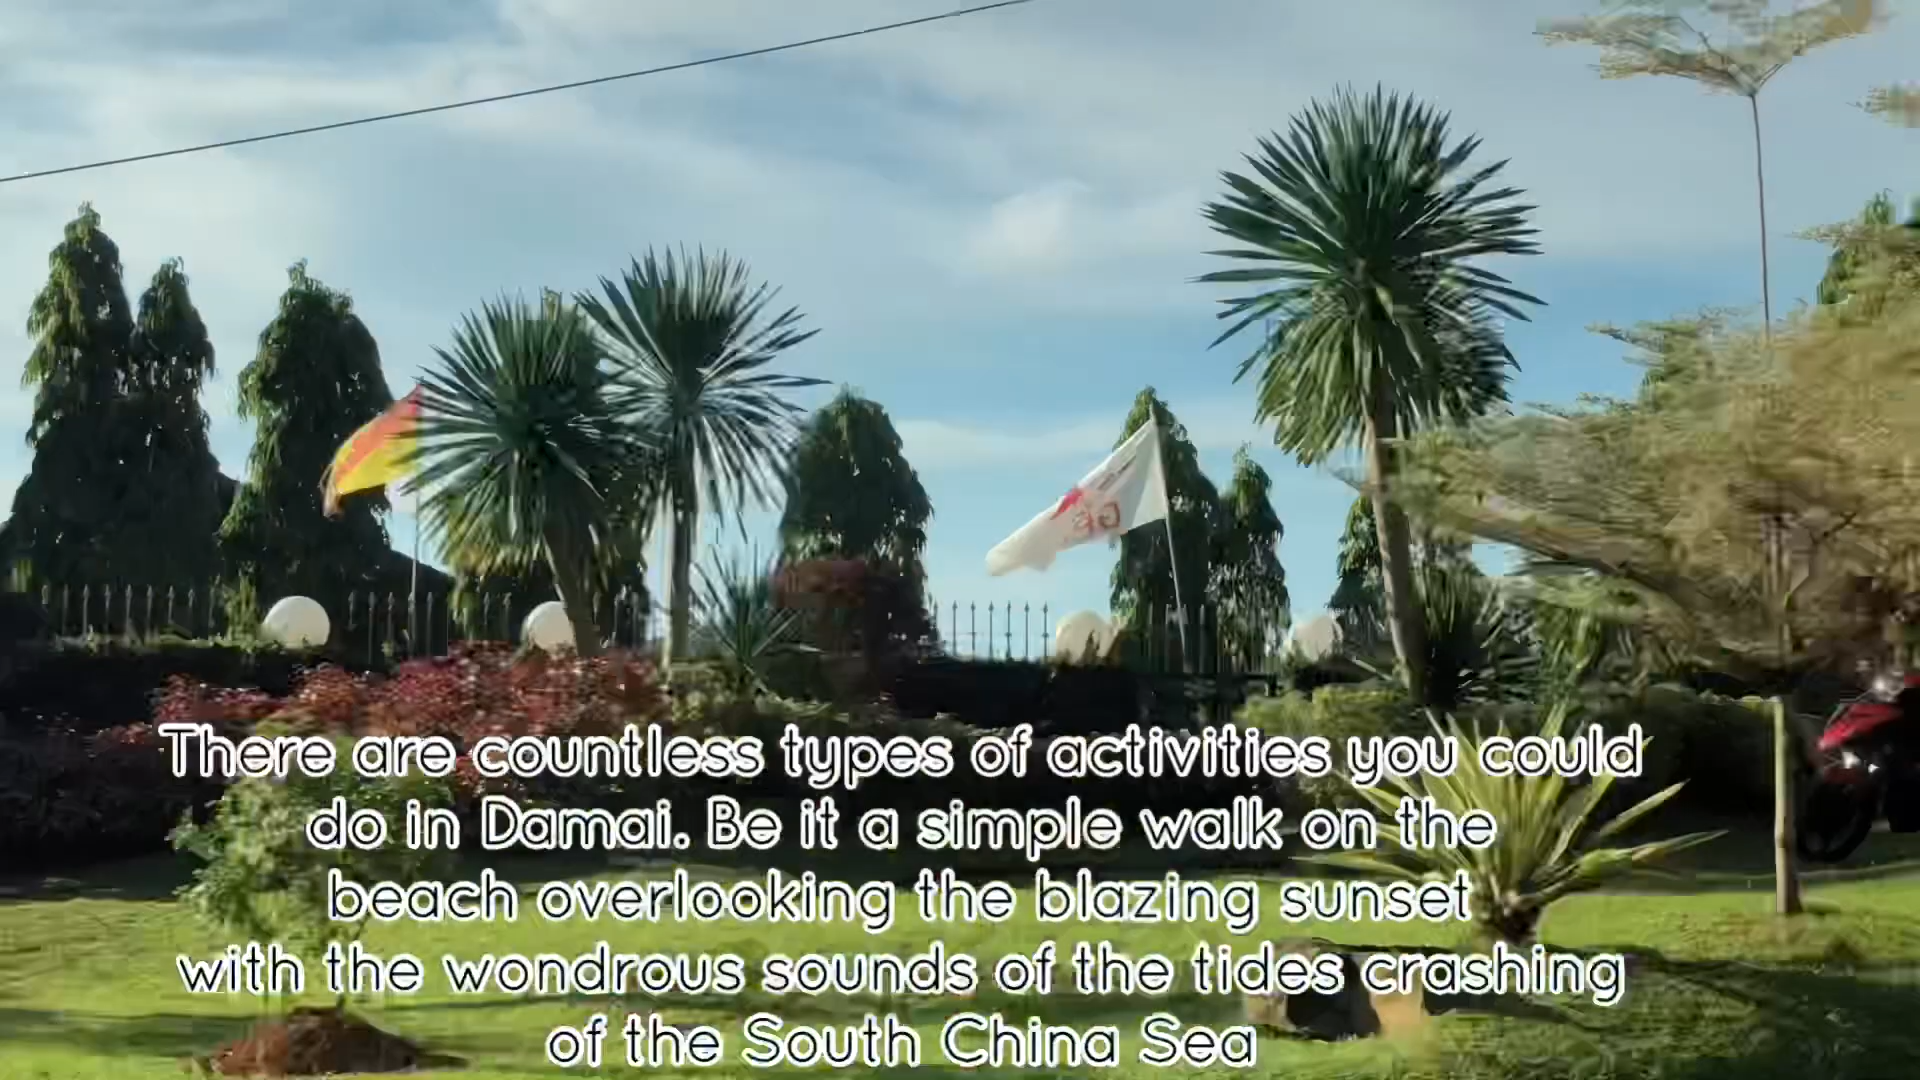 There are countless types of activities you could
do in Damai. Be it a simple walk on the
beach overlooking the blazing sunset
with the wondrous sounds of the tides crashing
of the South China Sea